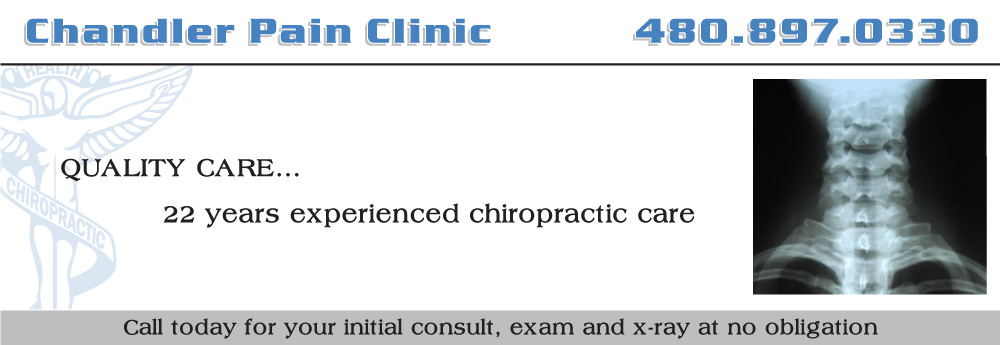 Chandler Pain Clinic 480.897.0330
HEALTH
QUALITY CARE...
CHIROPRACTIC
22 years experienced chiropractic care
Call today for your initial consult, exam and x-ray at no obligation